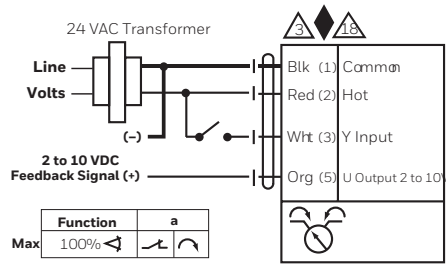 24 VAC Transformer
3 18
Line
Volts
Blk (1) Common
Red (2) Hot
(–)
Wht (3) Y Input
2 to 10 VDC
Feedback Signal (+)
Org (5) U Output 2 to 10V
Function a
Max 100%